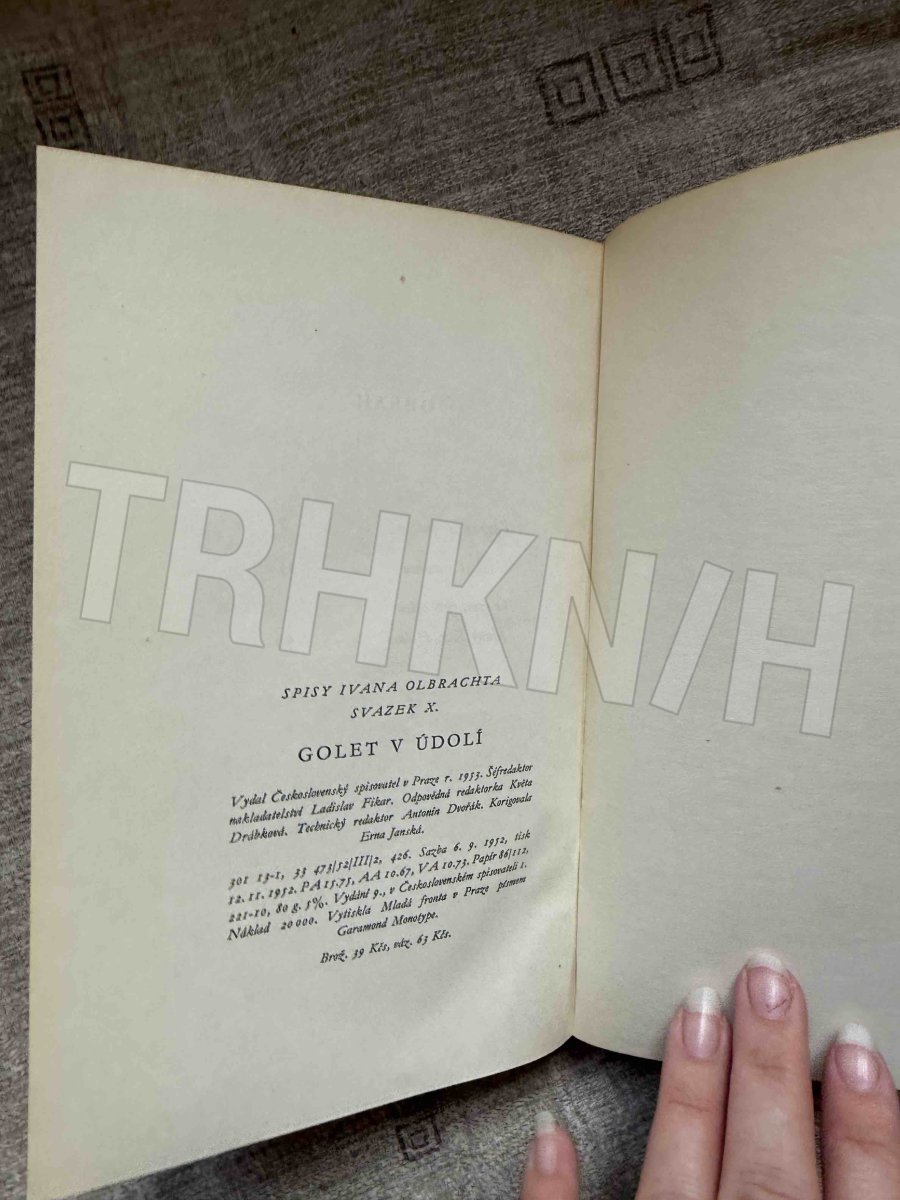 TRHKN/H
SPISY IVANA OLBRACHTA
SVAZEK X.
GOLET V ÚDOLÍ
Vydal Československý spisovatel v Praze r. 1953. Šéfredaktor
nakladatelství Ladislav Fikar. Odpovědná redaktorka Květa
Drábková. Technický redaktor Antonín Dvořák. Korigovala
Erna Janská.
301 13-1, 33 473/52/III/2, 426. Sazba 6. 9. 1952, tisk
12. 11. 1952. PA 15.75, AA 10.67, VA 10.73. Papír 86/112,
221-10, 80 g. 5%. Vydání 9., v Československém spisovateli 1.
Náklad 20 000. Vytiskla Mladá fronta v Praze písmem
Garamond Monotype.
Brož. 39 Kčs, váz. 63 Kčs.